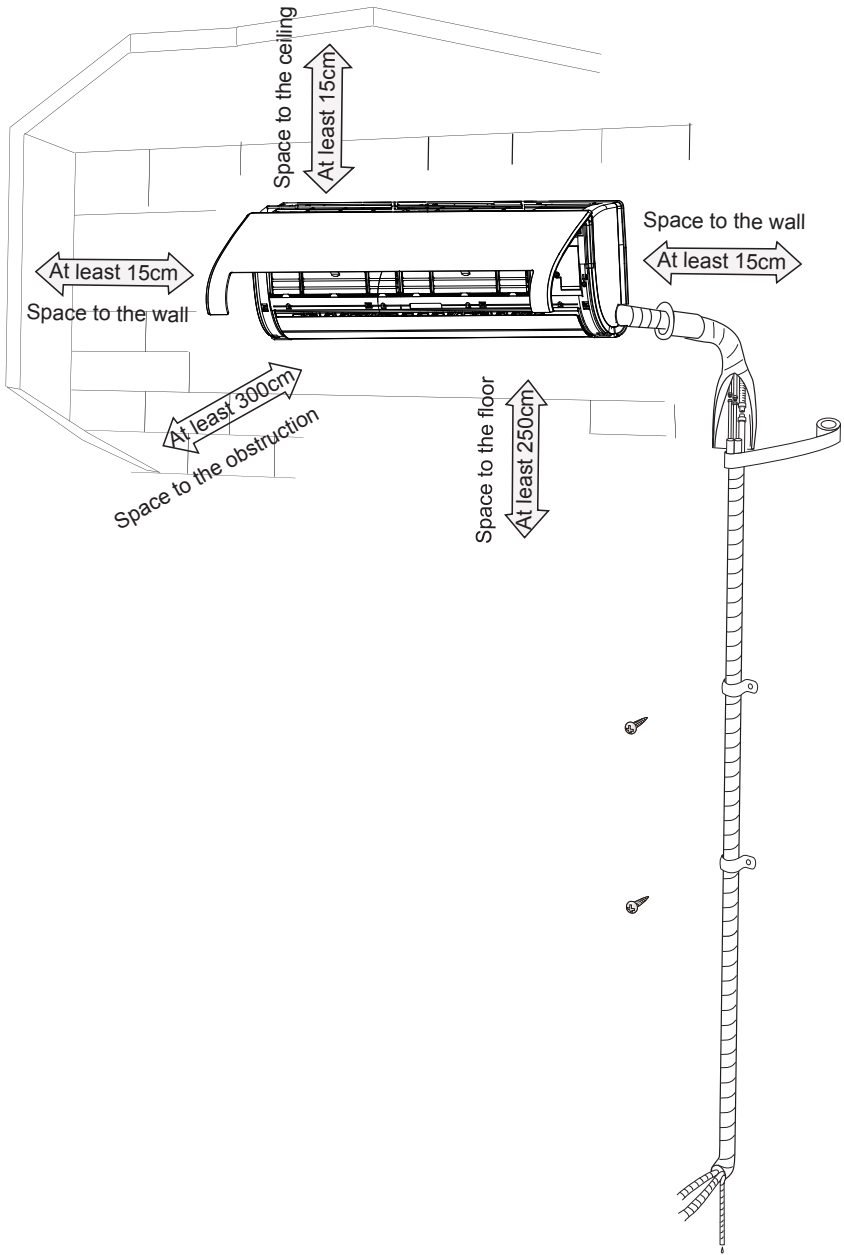 Space to the ceiling
At least 15cm
Space to the wall
At least 15cm
At least 15cm
Space to the wall
At least 300cm
Space to the obstruction
Space to the floor
At least 250cm